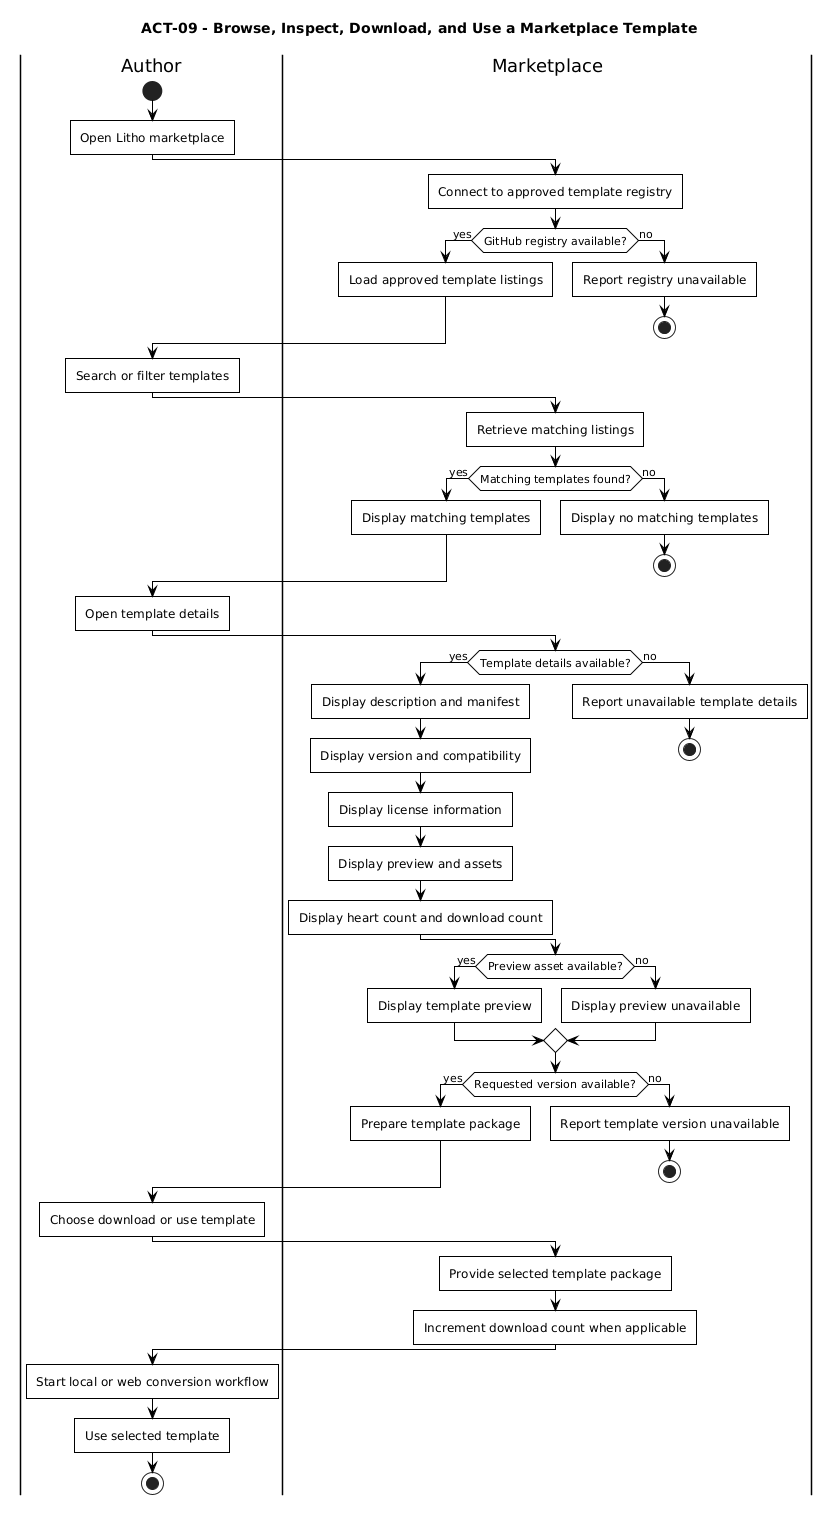 ACT-09 - Browse, Inspect, Download, and Use a Marketplace Template
Author
Marketplace
Open Litho marketplace
Connect to approved template registry
GitHub registry available?
yes
no
Load approved template listings
Report registry unavailable
Search or filter templates
Retrieve matching listings
Matching templates found?
yes
no
Display matching templates
Display no matching templates
Open template details
Template details available?
yes
no
Display description and manifest
Report unavailable template details
Display version and compatibility
Display license information
Display preview and assets
Display heart count and download count
Preview asset available?
yes
no
Display template preview
Display preview unavailable
Requested version available?
yes
no
Prepare template package
Report template version unavailable
Choose download or use template
Provide selected template package
Increment download count when applicable
Start local or web conversion workflow
Use selected template